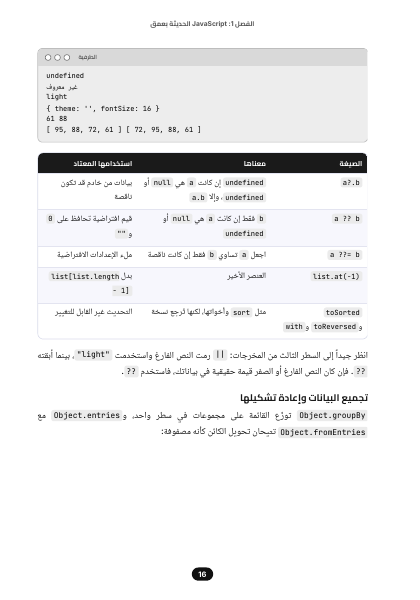 الفصل 1: JavaScript الحديثة بعمق
الطرفية
undefined
غير معروف
light
{ theme: '', fontSize: 16 }
61 88
[ 95, 88, 72, 61 ] [ 72, 95, 88, 61 ]
الصيغة معناها استخدامها المعتاد
a?.b undefined إن كانت a هي null أو undefined، وإلا a.b بيانات من خادم قد تكون ناقصة
a ?? b b فقط إن كانت a هي null أو undefined قيم افتراضية تحافظ على 0 و ""
a ??= b اجعل a تساوي b فقط إن كانت ناقصة ملء الإعدادات الافتراضية
list.at(-1) العنصر الأخير بدل list[list.length - 1]
toSorted و toReversed و with مثل sort وأخواتها، لكنها تُرجع نسخة التحديث غير القابل للتغيير
انظر جيداً إلى السطر الثالث من المخرجات: || رمت النص الفارغ واستخدمت "light"، بينما أبقته
??. فإن كان النص الفارغ أو الصفر قيمة حقيقية في بياناتك، فاستخدم ??.
تجميع البيانات وإعادة تشكيلها
Object.groupBy توزّع القائمة على مجموعات في سطر واحد، و Object.entries مع
Object.fromEntries تتيحان تحويل الكائن كأنه مصفوفة:
16